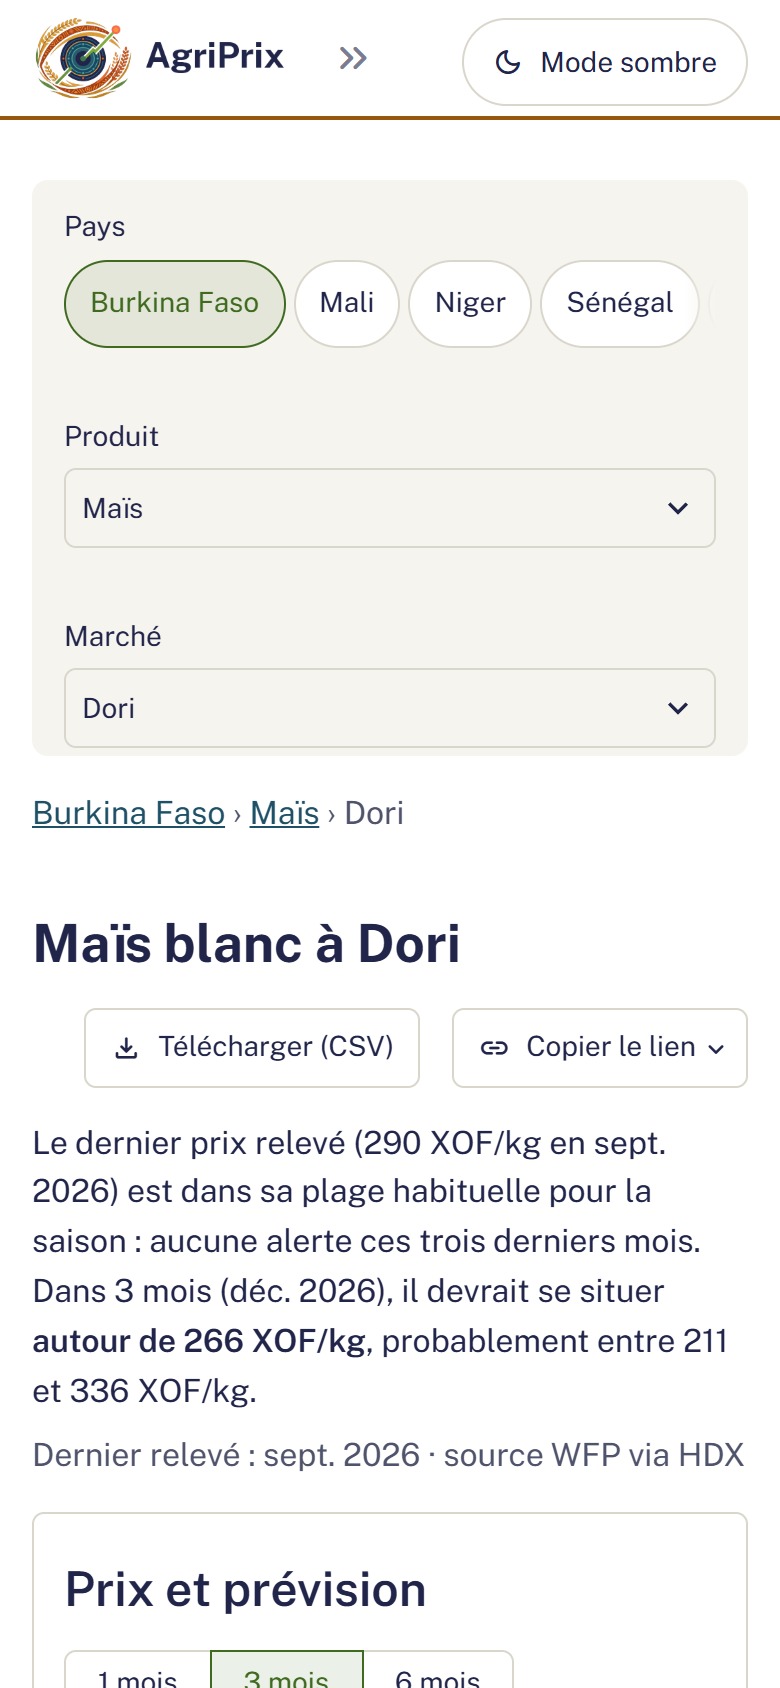 AgriPrix
Mode sombre
Pays
Burkina Faso
Mali
Niger
Sénégal
Produit
Maïs
Marché
Dori
Burkina Faso › Maïs › Dori
Maïs blanc à Dori
Télécharger (CSV)
Copier le lien
Le dernier prix relevé (290 XOF/kg en sept.
2026) est dans sa plage habituelle pour la
saison : aucune alerte ces trois derniers mois.
Dans 3 mois (déc. 2026), il devrait se situer
autour de 266 XOF/kg, probablement entre 211
et 336 XOF/kg.
Dernier relevé : sept. 2026 · source WFP via HDX
Prix et prévision
1 mois
3 mois
6 mois